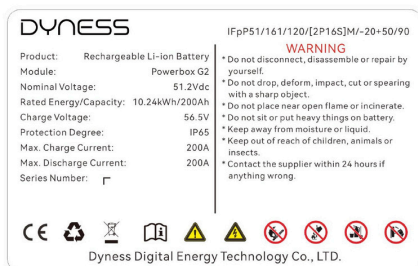 DYNESS
IFpP51/161/120/[2P16S]M/-20+50/90
Product: Rechargeable Li-ion Battery
Module: Powerbox G2
Nominal Voltage: 51.2Vdc
Rated Energy/Capacity: 10.24kWh/200Ah
Charge Voltage: 56.5V
Protection Degree: IP65
Max. Charge Current: 200A
Max. Discharge Current: 200A
Series Number:
WARNING
* Do not disconnect, disassemble or repair by
yourself.
* Do not drop, deform, impact, cut or spearing
with a sharp object.
* Do not place near open flame or incinerate.
* Do not sit or put heavy things on battery.
* Keep away from moisture or liquid.
* Keep out of reach of children, animals or
insects.
* Contact the supplier within 24 hours if
anything wrong.
CE
Dyness Digital Energy Technology Co., LTD.